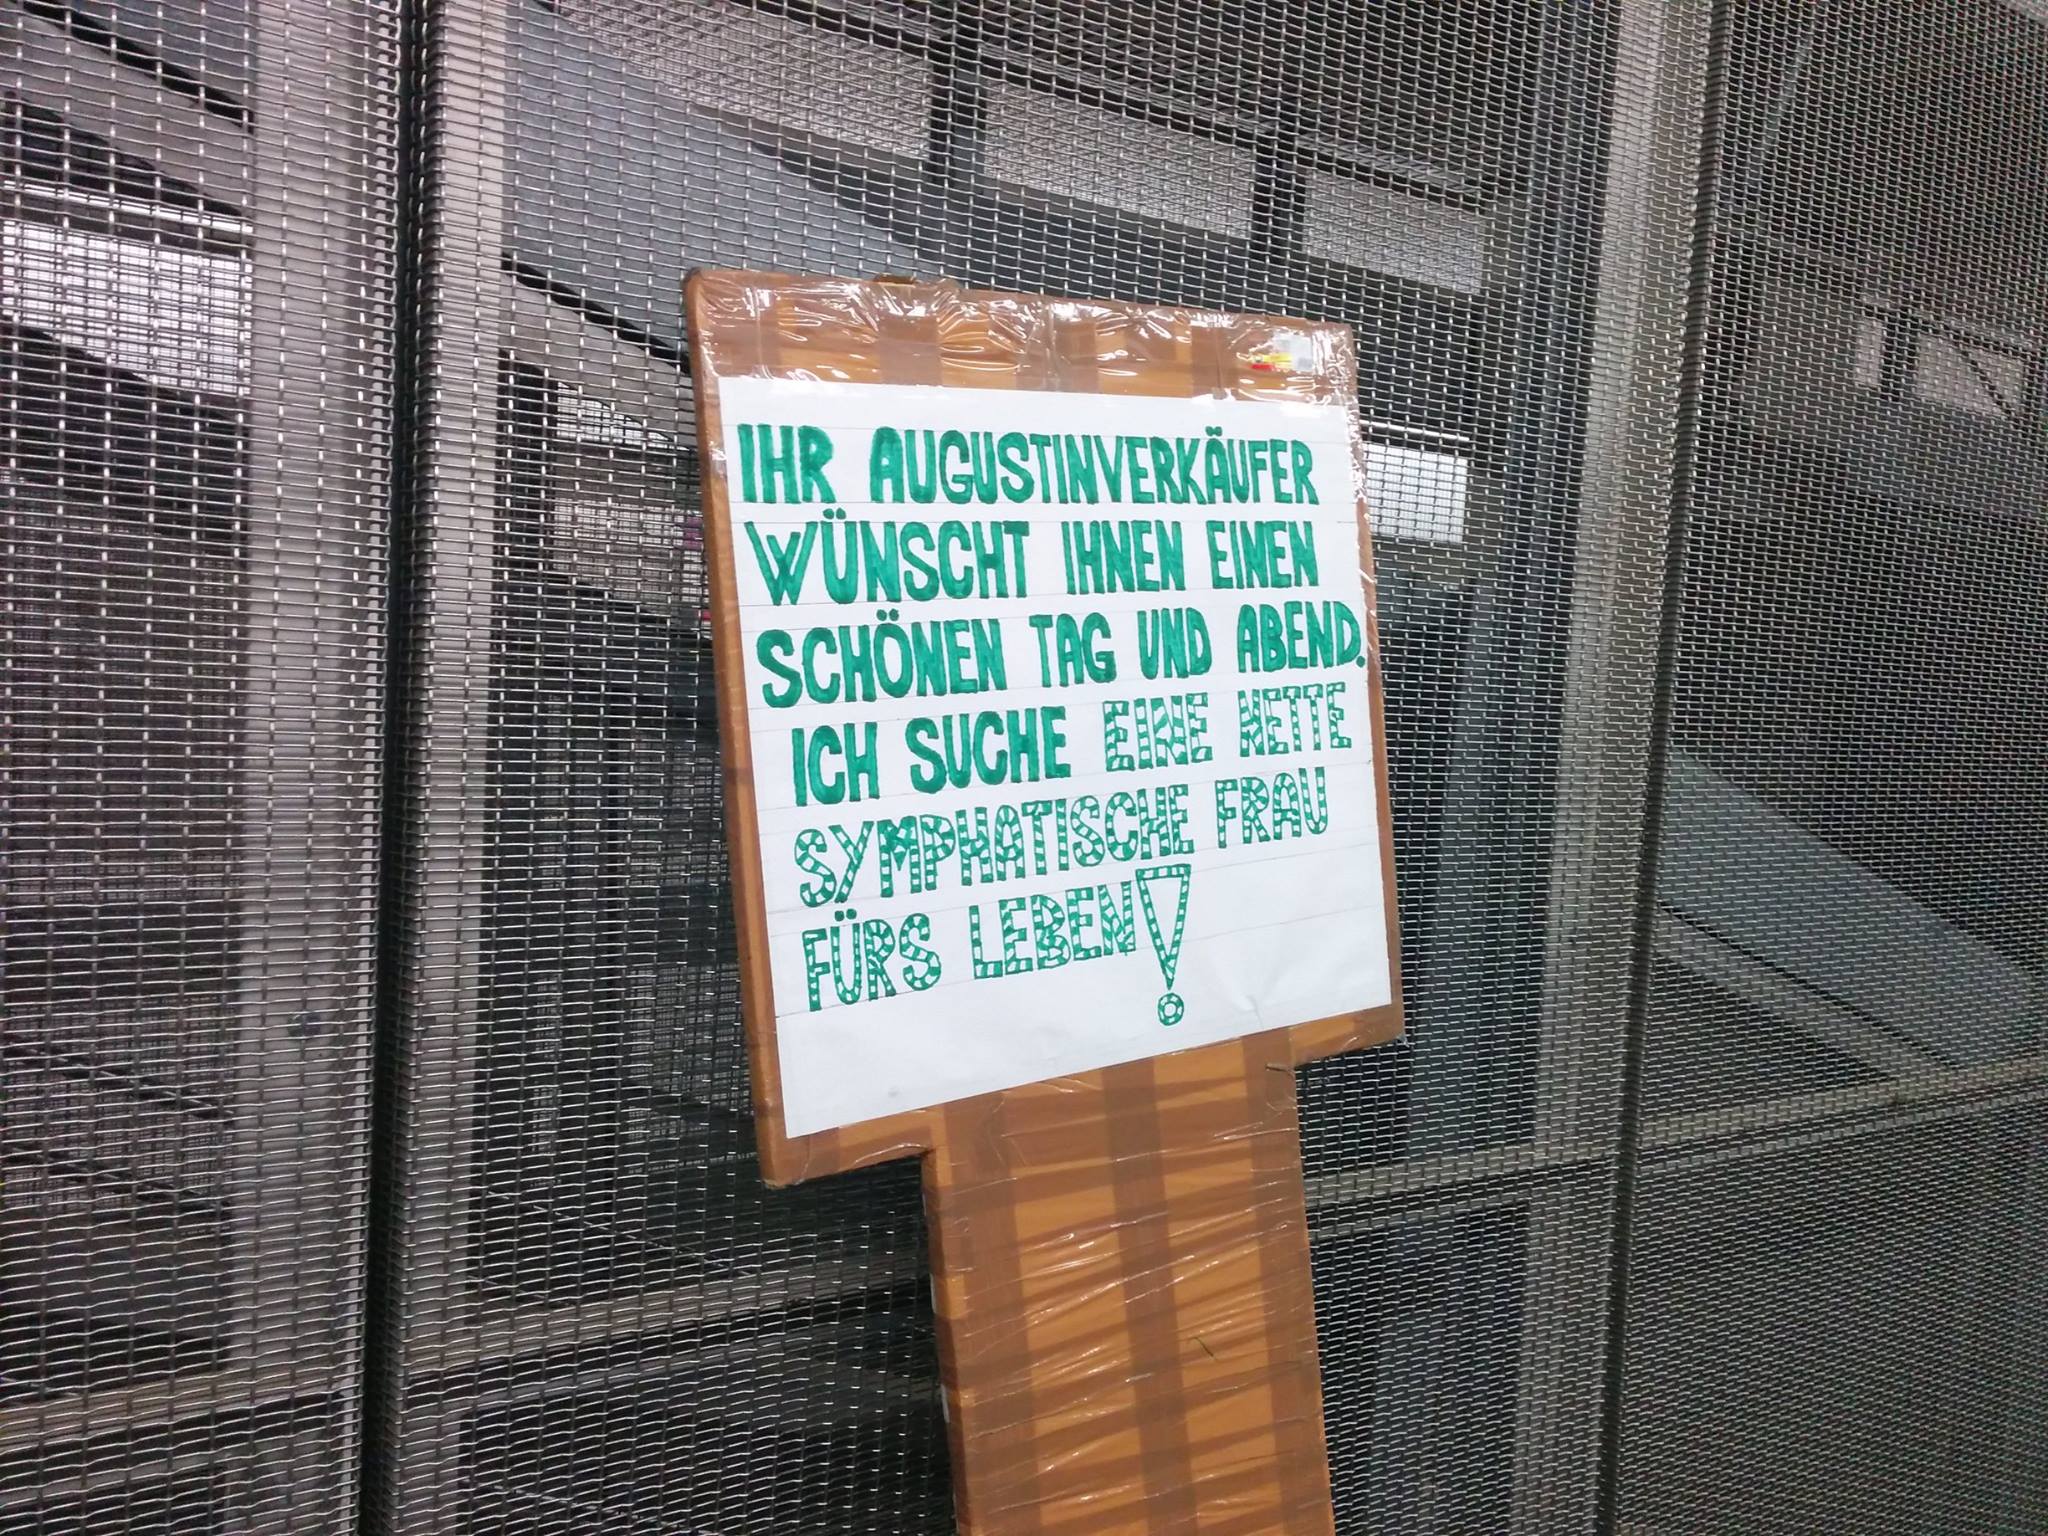 IHR AUGUSTINVERKÄUFER
WÜNSCHT IHNEN EINEN
SCHÖNEN TAG UND ABEND.
ICH SUCHE EINE NETTE
SYMPHATISCHE FRAU
FÜRS LEBEN!